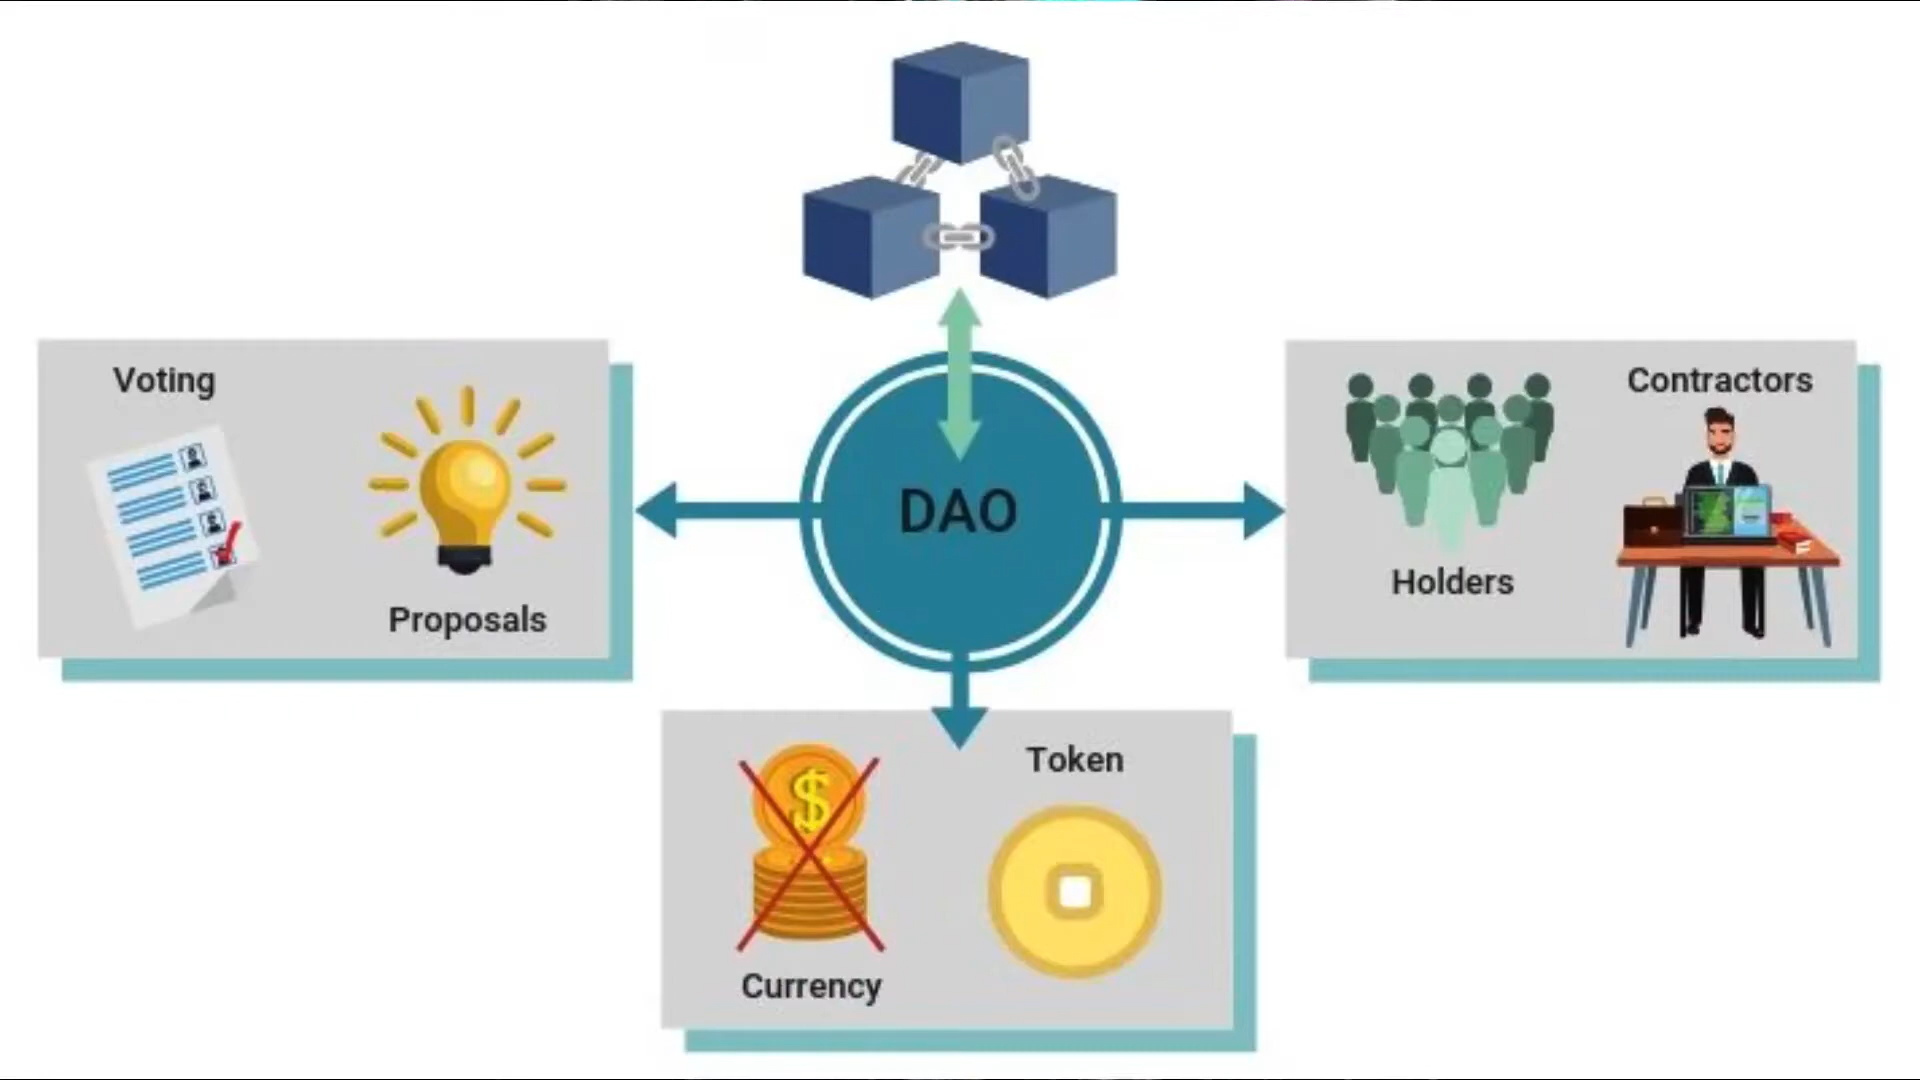 Voting
Proposals
DAO
Holders
Contractors
$
Currency
Token